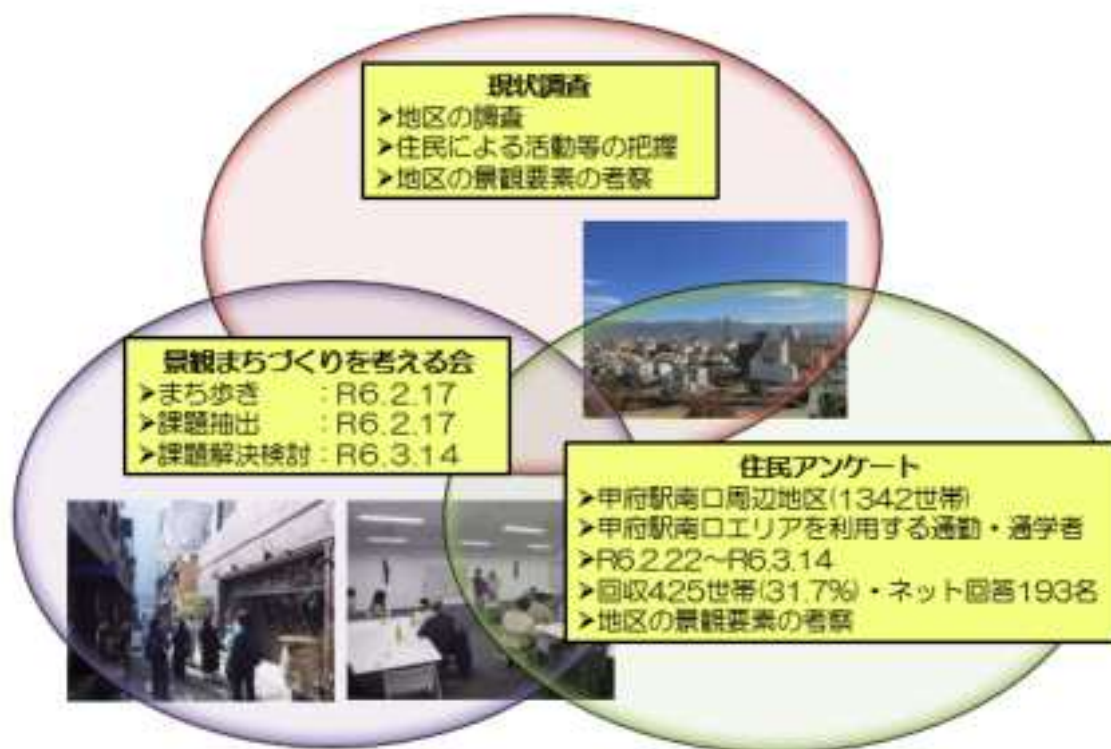 現状調査
➤地区の調査
➤住民による活動等の把握
➤地区の景観要素の考察
景観まちづくりを考える会
➤まち歩き　　：R6.2.17
➤課題抽出　　：R6.2.17
➤課題解決検討：R6.3.14
住民アンケート
➤甲府駅南口周辺地区(1342世帯)
➤甲府駅南口エリアを利用する通勤・通学者
➤R6.2.22～R6.3.14
➤回収425世帯(31.7%)・ネット回答193名
➤地区の景観要素の考察